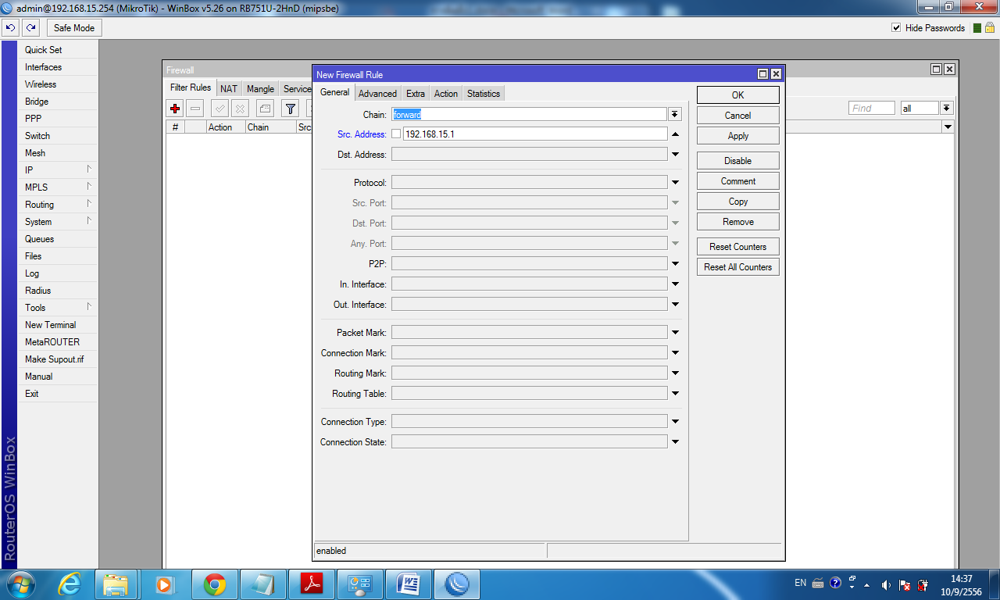 admin@192.168.15.254 (MikroTik) - WinBox v5.26 on RB751U-2HnD (mipsbe)
Safe Mode
Hide Passwords
Quick Set
Interfaces
Wireless
Bridge
PPP
Switch
Mesh
IP
MPLS
Routing
System
Queues
Files
Log
Radius
Tools
New Terminal
MetaROUTER
Make Supout.rif
Manual
Exit
RouterOS WinBox
Firewall
Filter Rules NAT Mangle Service
Find
all
# Action Chain Src
New Firewall Rule
General Advanced Extra Action Statistics
Chain: forward
Src. Address: 192.168.15.1
Dst. Address:
Protocol:
Src. Port:
Dst. Port:
Any. Port:
P2P:
In. Interface:
Out. Interface:
Packet Mark:
Connection Mark:
Routing Mark:
Routing Table:
Connection Type:
Connection State:
OK
Cancel
Apply
Disable
Comment
Copy
Remove
Reset Counters
Reset All Counters
enabled
EN
14:37
10/9/2556